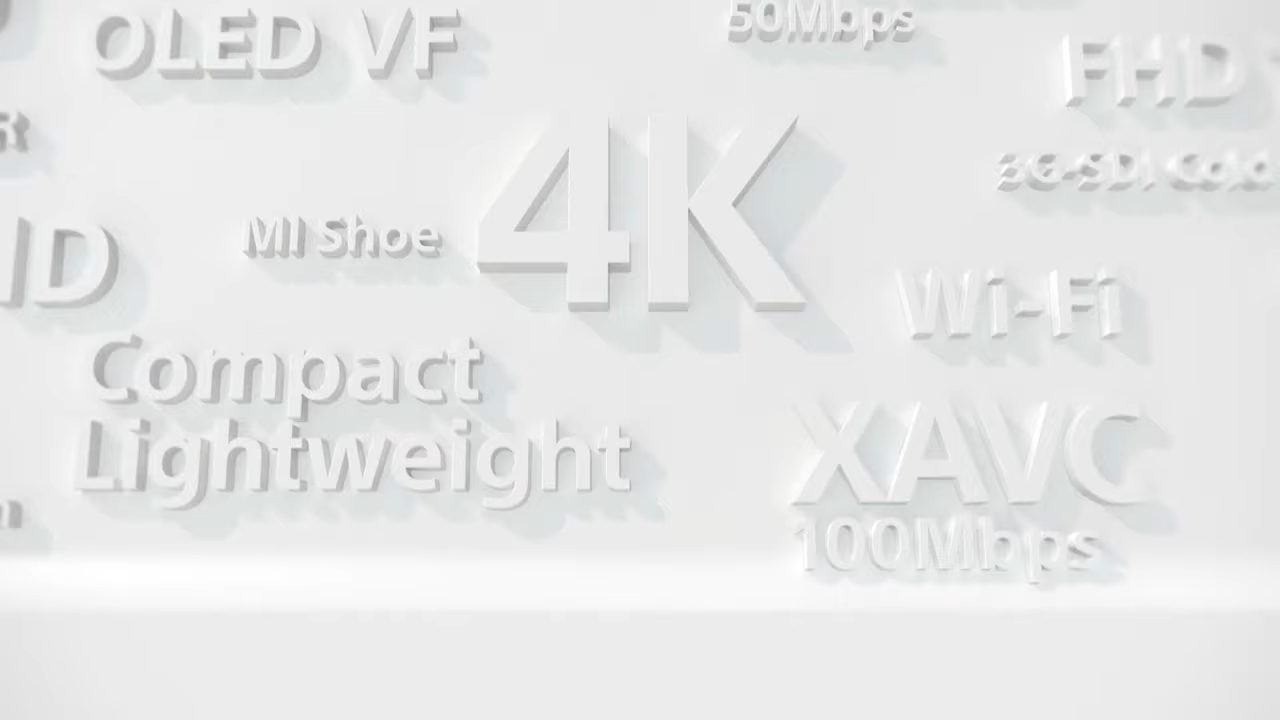 OLED VF
50Mbps
FHD
4K
MI Shoe
Wi-Fi
Compact
Lightweight
XAVC
100Mbps